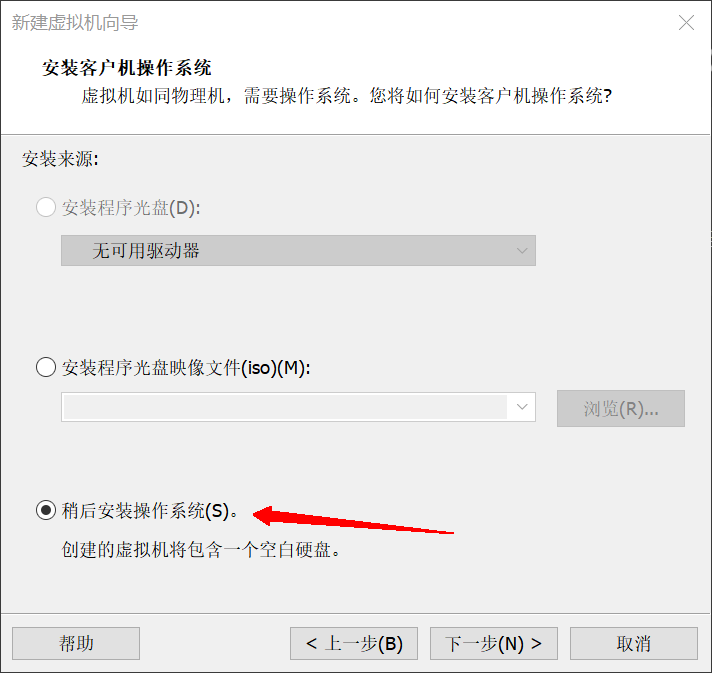 新建虚拟机向导
安装客户机操作系统
虚拟机如同物理机，需要操作系统。您将如何安装客户机操作系统?
安装来源:
安装程序光盘(D):
无可用驱动器
安装程序光盘映像文件(iso)(M):
浏览(R)...
稍后安装操作系统(S)。
创建的虚拟机将包含一个空白硬盘。
帮助
< 上一步(B)
下一步(N) >
取消